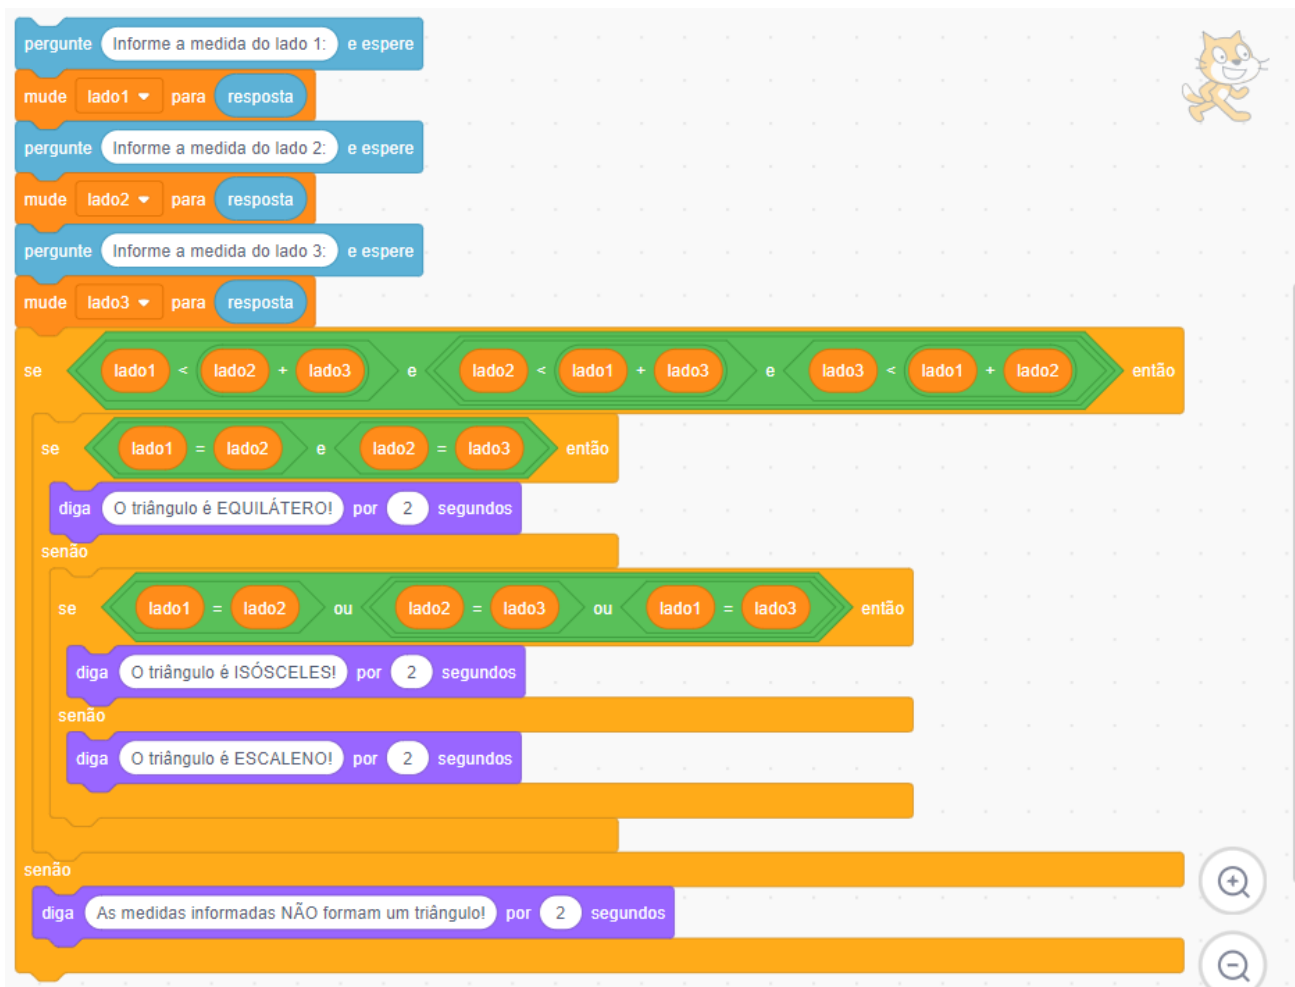 pergunte Informe a medida do lado 1: e espere
mude lado1 para resposta
pergunte Informe a medida do lado 2: e espere
mude lado2 para resposta
pergunte Informe a medida do lado 3: e espere
mude lado3 para resposta
se lado1 < lado2 + lado3 e lado2 < lado1 + lado3 e lado3 < lado1 + lado2 então
se lado1 = lado2 e lado2 = lado3 então
diga O triângulo é EQUILÁTERO! por 2 segundos
senão
se lado1 = lado2 ou lado2 = lado3 ou lado1 = lado3 então
diga O triângulo é ISÓSCELES! por 2 segundos
senão
diga O triângulo é ESCALENO! por 2 segundos
senão
diga As medidas informadas NÃO formam um triângulo! por 2 segundos